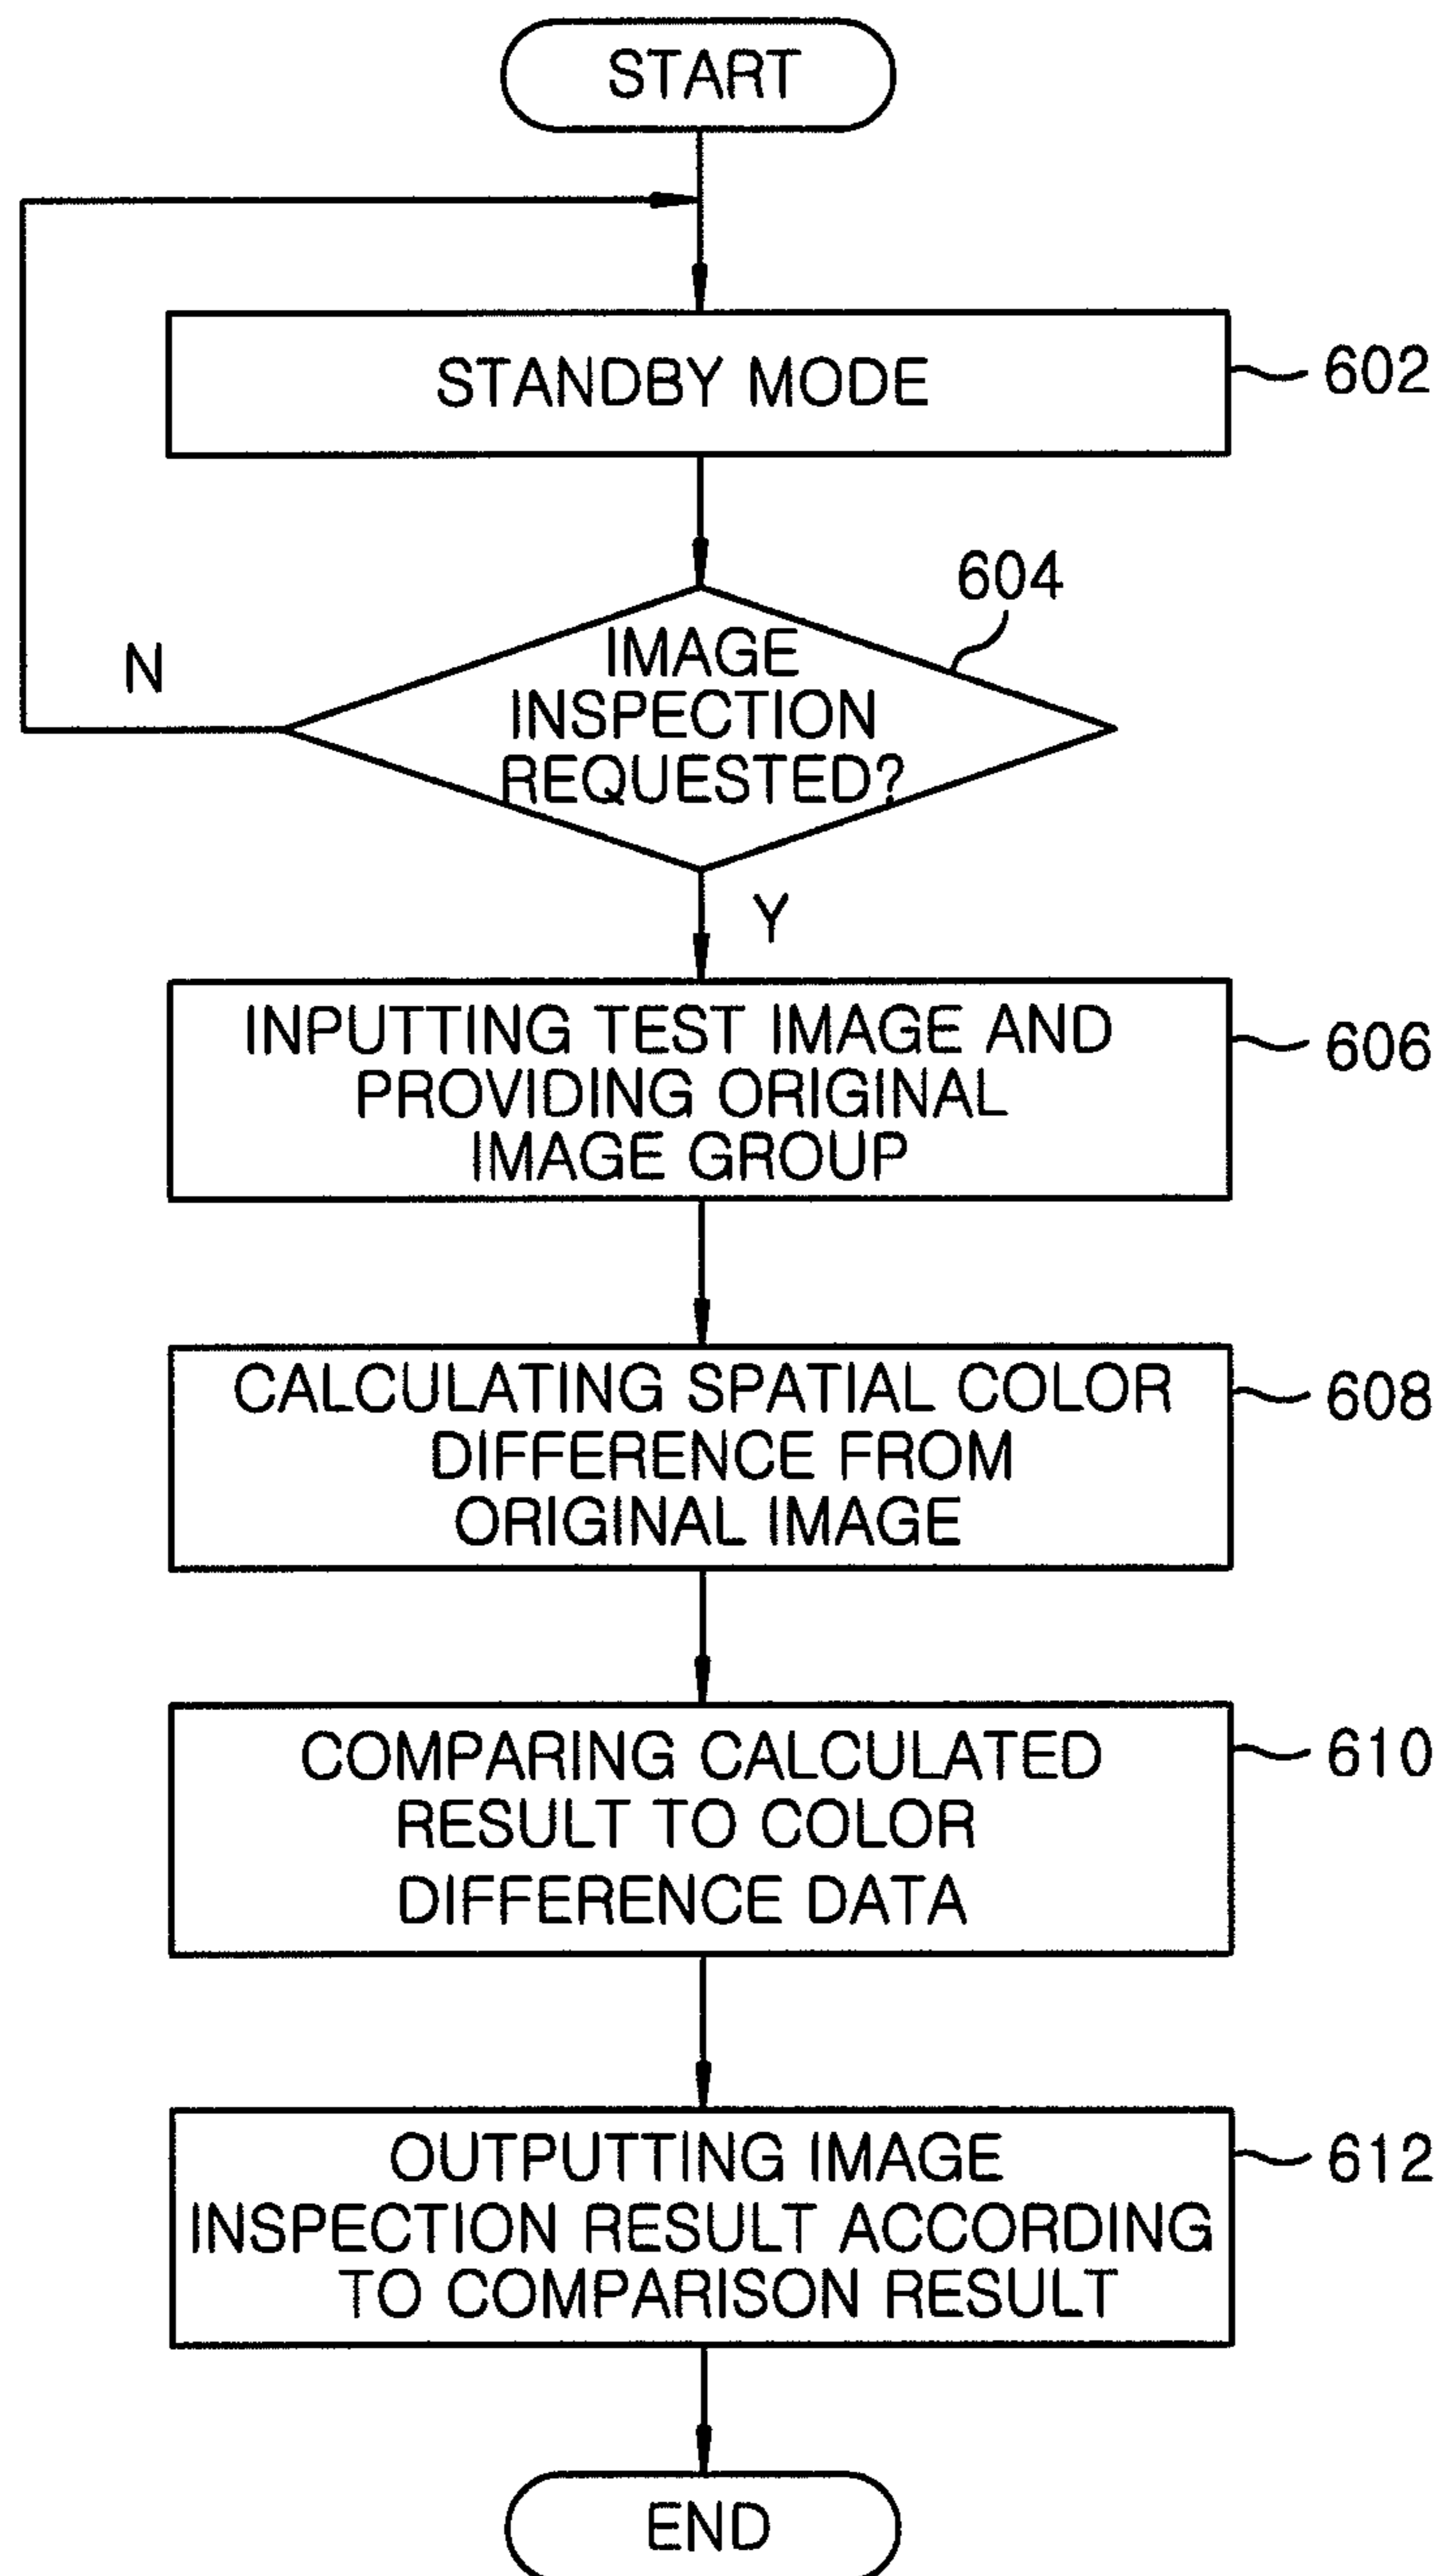 START
STANDBY MODE
602
604
IMAGE
INSPECTION
REQUESTED?
N
Y
INPUTTING TEST IMAGE AND
PROVIDING ORIGINAL
IMAGE GROUP
606
CALCULATING SPATIAL COLOR
DIFFERENCE FROM
ORIGINAL IMAGE
608
COMPARING CALCULATED
RESULT TO COLOR
DIFFERENCE DATA
610
OUTPUTTING IMAGE
INSPECTION RESULT ACCORDING
TO COMPARISON RESULT
612
END